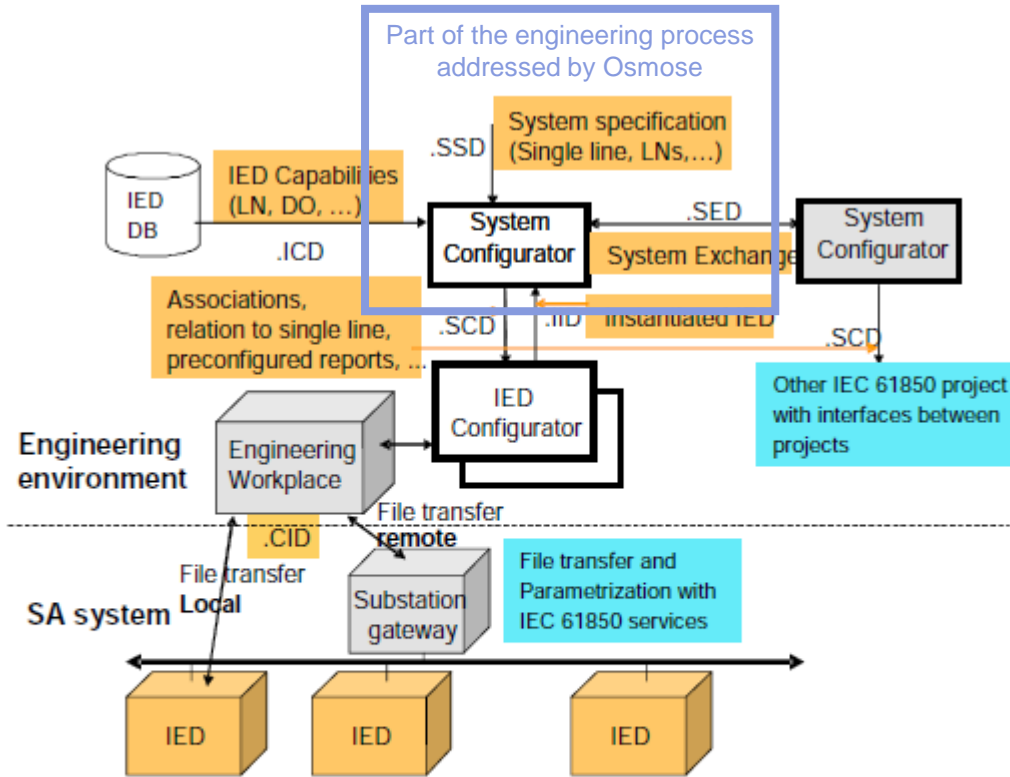 Part of the engineering process
addressed by Osmose
System specification
(Single line, LNs,...)
.SSD
IED Capabilities
(LN, DO, ...)
IED
DB
.ICD
System
Configurator
.SED
System
Configurator
System Exchange
Associations,
relation to single line,
preconfigured reports, ...
.SCD
.IID
Instantiated IED
.SCD
IED
Configurator
Other IEC 61850 project
with interfaces between
projects
Engineering
environment
Engineering
Workplace
.CID
File transfer
remote
File transfer
Local
SA system
Substation
gateway
File transfer and
Parametrization with
IEC 61850 services
IED
IED
IED